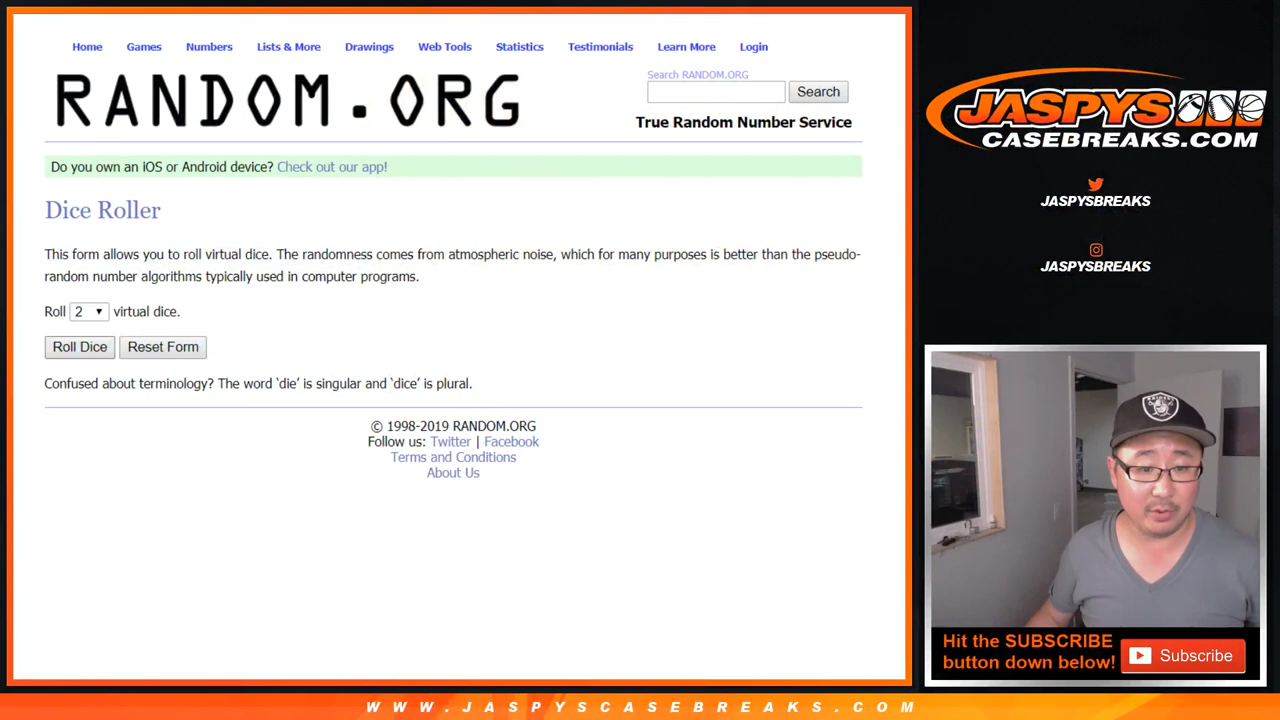 Home Games Numbers Lists & More Drawings Web Tools Statistics Testimonials Learn More Login
RANDOM.ORG
Search RANDOM.ORG
Search
True Random Number Service
Do you own an iOS or Android device? Check out our app!
Dice Roller
This form allows you to roll virtual dice. The randomness comes from atmospheric noise, which for many purposes is better than the pseudo-
random number algorithms typically used in computer programs.
Roll 2 virtual dice.
Roll Dice Reset Form
Confused about terminology? The word ‘die’ is singular and ‘dice’ is plural.
© 1998-2019 RANDOM.ORG
Follow us: Twitter | Facebook
Terms and Conditions
About Us
JASPYS
CASEBREAKS.COM
JASPYSBREAKS
JASPYSBREAKS
RAIDERS
Hit the SUBSCRIBE
button down below!
Subscribe
WWW.JASPYSCASEBREAKS.COM